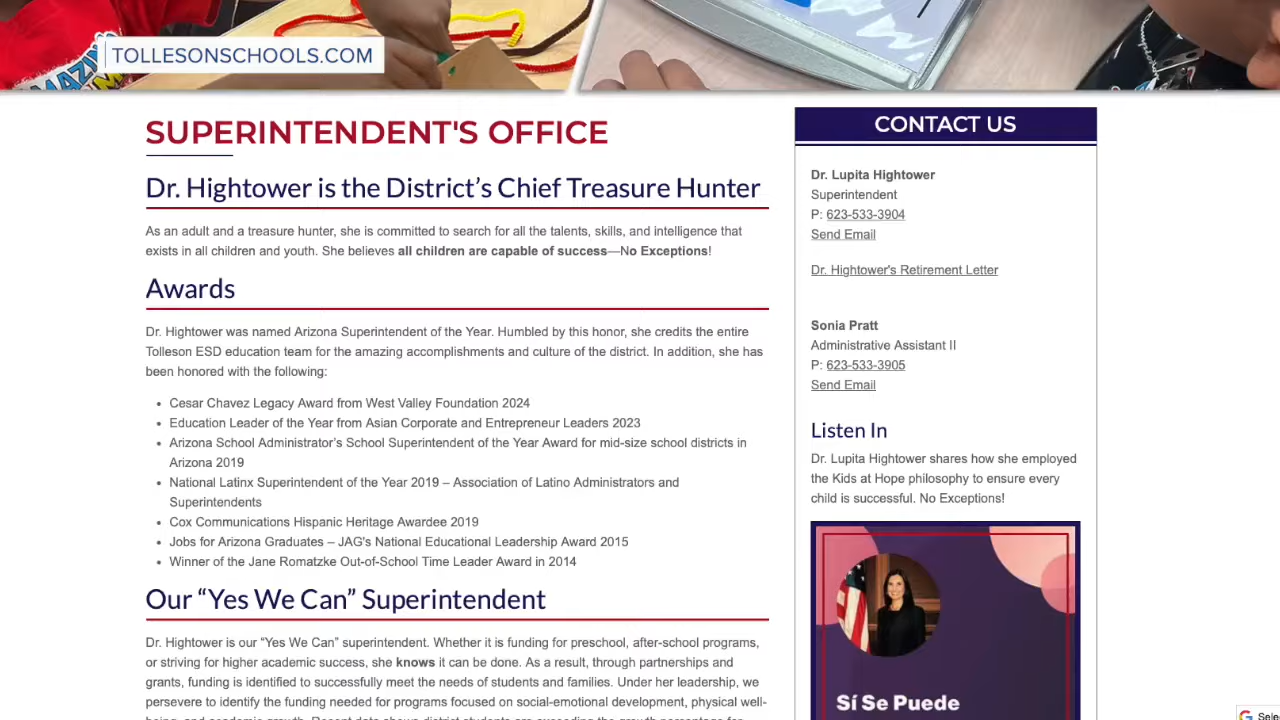 TOLLESONSCHOOLS.COM
SUPERINTENDENT'S OFFICE
Dr. Hightower is the District’s Chief Treasure Hunter
As an adult and a treasure hunter, she is committed to search for all the talents, skills, and intelligence that
exists in all children and youth. She believes all children are capable of success—No Exceptions!
Awards
Dr. Hightower was named Arizona Superintendent of the Year. Humbled by this honor, she credits the entire
Tolleson ESD education team for the amazing accomplishments and culture of the district. In addition, she has
been honored with the following:
• Cesar Chavez Legacy Award from West Valley Foundation 2024
• Education Leader of the Year from Asian Corporate and Entrepreneur Leaders 2023
• Arizona School Administrator’s School Superintendent of the Year Award for mid-size school districts in
Arizona 2019
• National Latinx Superintendent of the Year 2019 – Association of Latino Administrators and
Superintendents
• Cox Communications Hispanic Heritage Awardee 2019
• Jobs for Arizona Graduates – JAG's National Educational Leadership Award 2015
• Winner of the Jane Romatzke Out-of-School Time Leader Award in 2014
Our “Yes We Can” Superintendent
Dr. Hightower is our “Yes We Can” superintendent. Whether it is funding for preschool, after-school programs,
or striving for higher academic success, she knows it can be done. As a result, through partnerships and
grants, funding is identified to successfully meet the needs of students and families. Under her leadership, we
persevere to identify the funding needed for programs focused on social-emotional development, physical well-
being, and academic growth. Recent data shows district students are exceeding the growth percentage for
CONTACT US
Dr. Lupita Hightower
Superintendent
P: 623-533-3904
Send Email
Dr. Hightower's Retirement Letter
Sonia Pratt
Administrative Assistant II
P: 623-533-3905
Send Email
Listen In
Dr. Lupita Hightower shares how she employed
the Kids at Hope philosophy to ensure every
child is successful. No Exceptions!
Sí Se Puede